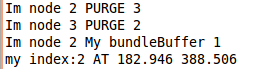 Im node 2 PURGE 3
Im node 3 PURGE 2
Im node 2 My bundleBuffer 1
my index:2 AT 182.946 388.506